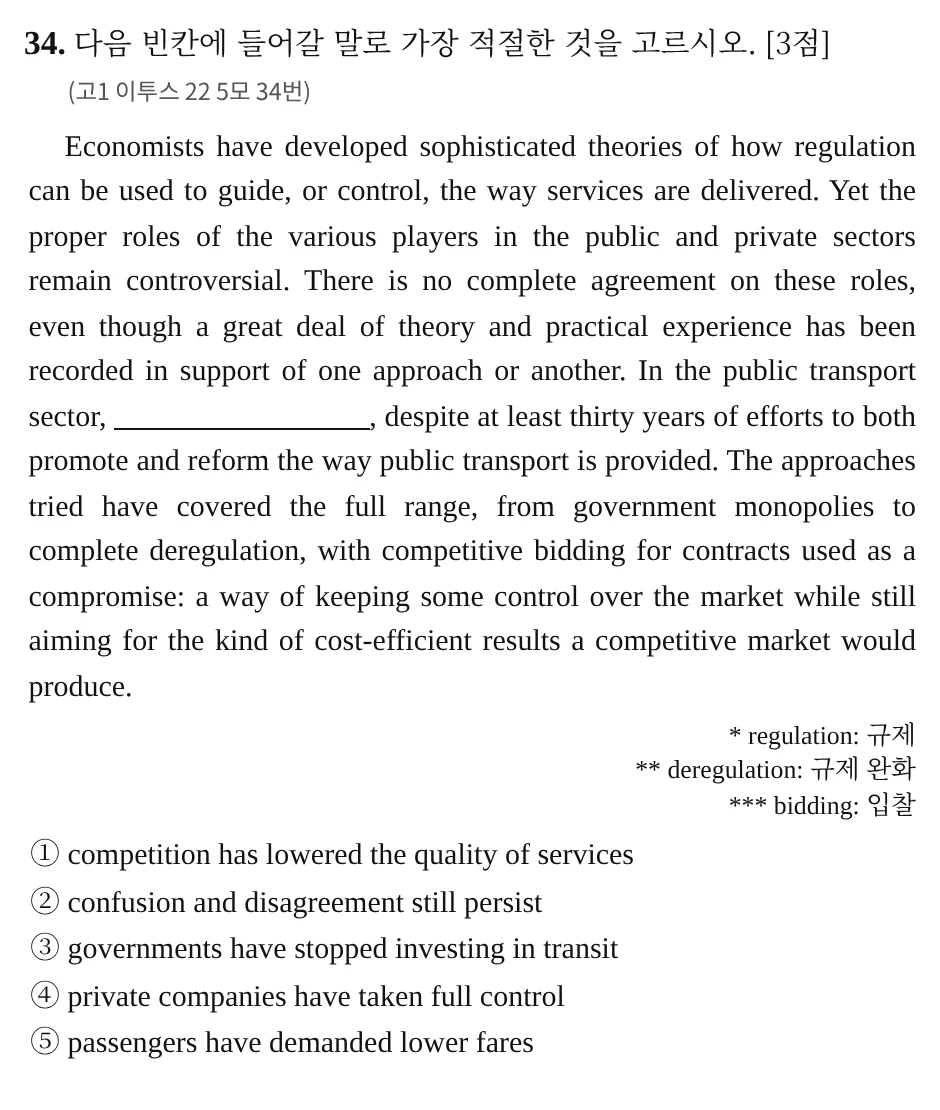 34. 다음 빈칸에 들어갈 말로 가장 적절한 것을 고르시오. [3점]
(고1 이투스 22 5모 34번)
Economists have developed sophisticated theories of how regulation
can be used to guide, or control, the way services are delivered. Yet the
proper roles of the various players in the public and private sectors
remain controversial. There is no complete agreement on these roles,
even though a great deal of theory and practical experience has been
recorded in support of one approach or another. In the public transport
sector, ________________, despite at least thirty years of efforts to both
promote and reform the way public transport is provided. The approaches
tried have covered the full range, from government monopolies to
complete deregulation, with competitive bidding for contracts used as a
compromise: a way of keeping some control over the market while still
aiming for the kind of cost-efficient results a competitive market would
produce.
* regulation: 규제
** deregulation: 규제 완화
*** bidding: 입찰
① competition has lowered the quality of services
② confusion and disagreement still persist
③ governments have stopped investing in transit
④ private companies have taken full control
⑤ passengers have demanded lower fares